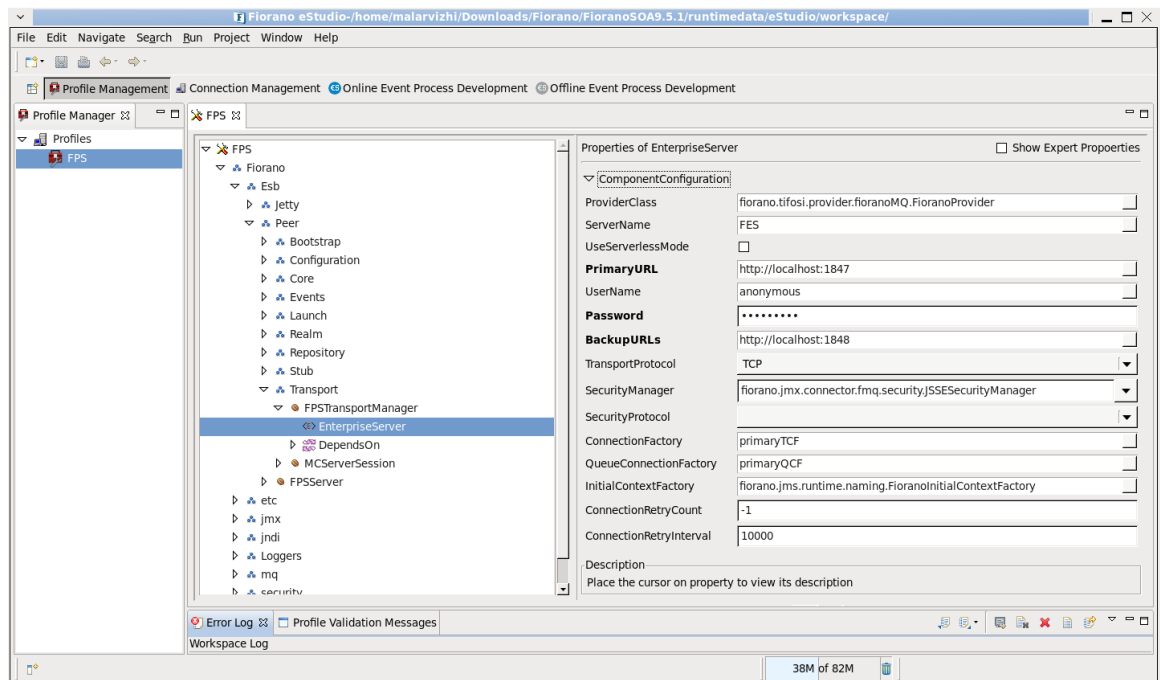 Fiorano eStudio-/home/malarvizhi/Downloads/Fiorano/FioranoSOA9.5.1/runtimedata/eStudio/workspace/
File Edit Navigate Search Run Project Window Help
Profile Management Connection Management Online Event Process Development Offline Event Process Development
Profile Manager
Profiles
FPS
FPS
FPS
Fiorano
Esb
Jetty
Peer
Bootstrap
Configuration
Core
Events
Launch
Realm
Repository
Stub
Transport
FPSTransportManager
EnterpriseServer
DependsOn
MCServerSession
FPSServer
etc
jmx
jndi
Loggers
mq
security
Properties of EnterpriseServer Show Expert Propoerties
ComponentConfiguration
ProviderClass fiorano.tifosi.provider.fioranoMQ.FioranoProvider
ServerName FES
UseServerlessMode
PrimaryURL http://localhost:1847
UserName anonymous
Password •••••••••
BackupURLs http://localhost:1848
TransportProtocol TCP
SecurityManager fiorano.jmx.connector.fmq.security.JSSESecurityManager
SecurityProtocol
ConnectionFactory primaryTCF
QueueConnectionFactory primaryQCF
InitialContextFactory fiorano.jms.runtime.naming.FioranoInitialContextFactory
ConnectionRetryCount -1
ConnectionRetryInterval 10000
Description
Place the cursor on property to view its description
Error Log Profile Validation Messages
Workspace Log
38M of 82M